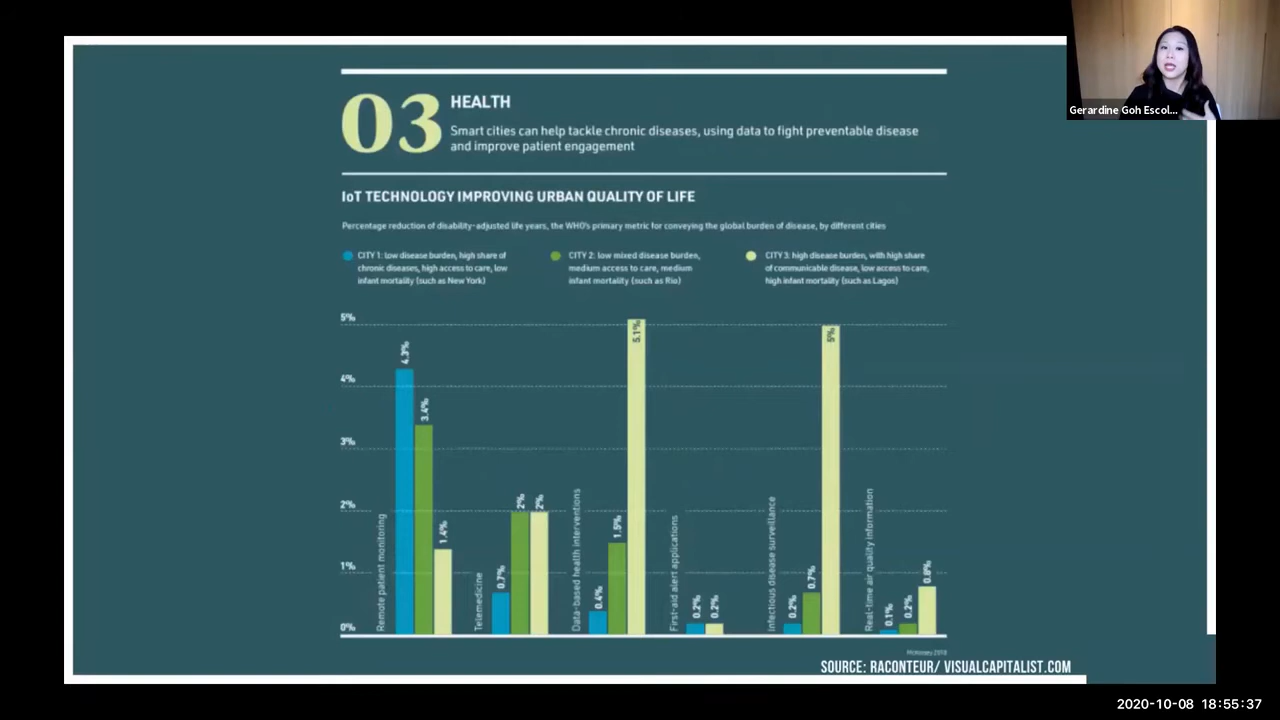 Gerardine Goh Escol...
03
HEALTH
Smart cities can help tackle chronic diseases, using data to fight preventable disease
and improve patient engagement
IoT TECHNOLOGY IMPROVING URBAN QUALITY OF LIFE
Percentage reduction of disability-adjusted life years, the WHO's primary metric for conveying the global burden of disease, by different cities
CITY 1: low disease burden, high share of
chronic diseases, high access to care, low
infant mortality (such as New York)
CITY 2: low mixed disease burden,
medium access to care, medium
infant mortality (such as Rio)
CITY 3: high disease burden, with high share
of communicable disease, low access to care,
high infant mortality (such as Lagos)
5%
4%
3%
2%
1%
0%
Remote patient monitoring
4.3%
3.4%
1.4%
Telemedicine
0.7%
2%
2%
Data-based health interventions
0.4%
1.5%
5.1%
First-aid alert applications
0.2%
0.2%
Infectious disease surveillance
0.2%
0.7%
5%
Real-time air quality information
0.1%
0.2%
0.8%
McKinsey 2018
SOURCE: RACONTEUR/ VISUALCAPITALIST.COM
2020-10-08 18:55:37